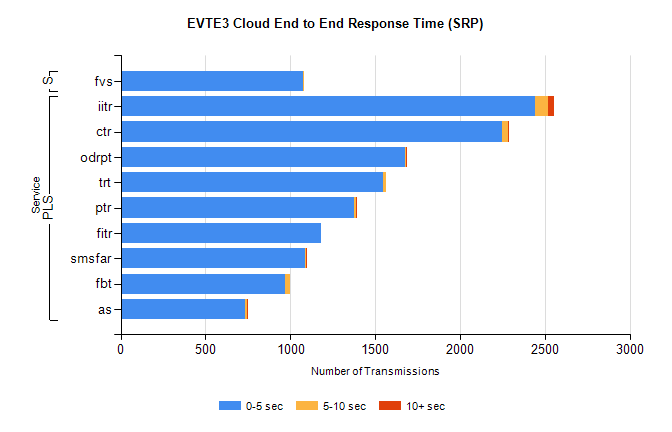 EVTE3 Cloud End to End Response Time (SRP)
Service
S
PLS
fvs
iitr
ctr
odrpt
trt
ptr
fitr
smsfar
fbt
as
0 500 1000 1500 2000 2500 3000
Number of Transmissions
0-5 sec 5-10 sec 10+ sec